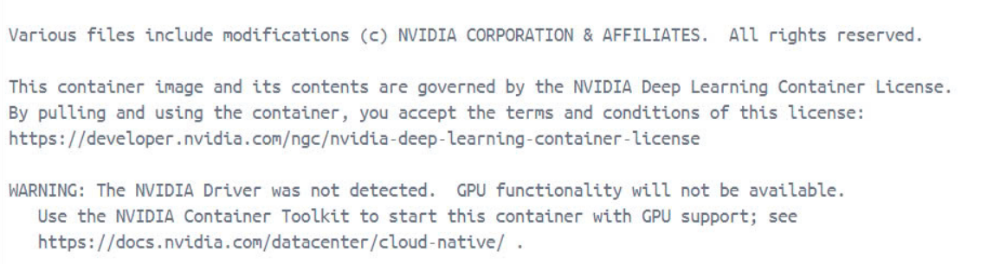 Various files include modifications (c) NVIDIA CORPORATION & AFFILIATES.  All rights reserved.
This container image and its contents are governed by the NVIDIA Deep Learning Container License.
By pulling and using the container, you accept the terms and conditions of this license:
https://developer.nvidia.com/ngc/nvidia-deep-learning-container-license
WARNING: The NVIDIA Driver was not detected.  GPU functionality will not be available.
Use the NVIDIA Container Toolkit to start this container with GPU support; see
https://docs.nvidia.com/datacenter/cloud-native/ .